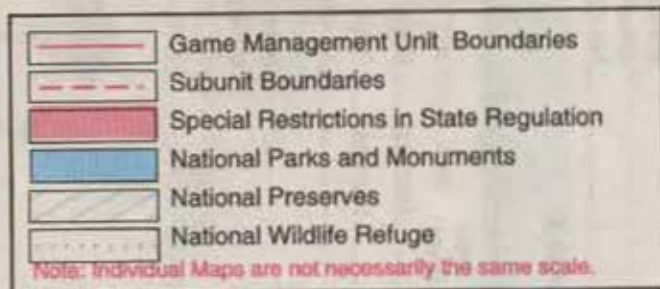 Game Management Unit Boundaries
Subunit Boundaries
Special Restrictions in State Regulation
National Parks and Monuments
National Preserves
National Wildlife Refuge
Note: Individual Maps are not necessarily the same scale.